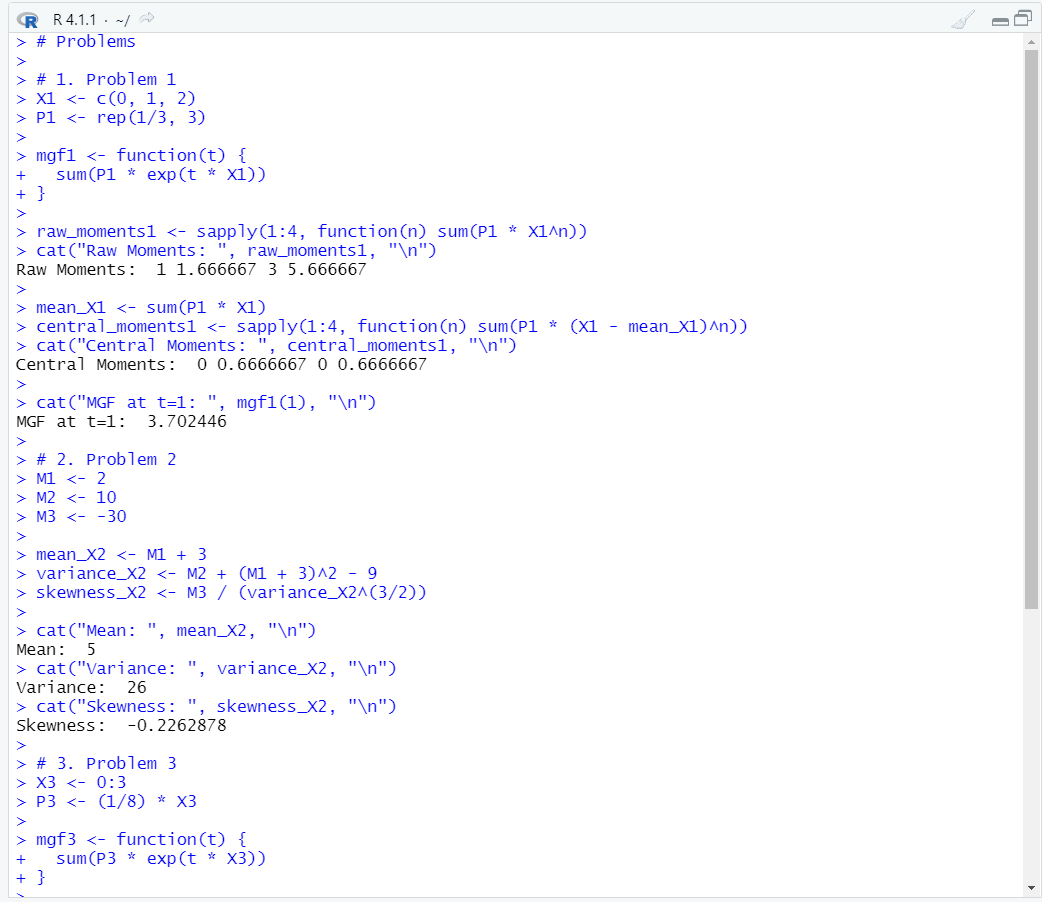 R R 4.1.1 · ~/
> # Problems
>
> # 1. Problem 1
> X1 <- c(0, 1, 2)
> P1 <- rep(1/3, 3)
>
> mgf1 <- function(t) {
+   sum(P1 * exp(t * X1))
+ }
>
> raw_moments1 <- sapply(1:4, function(n) sum(P1 * X1^n))
> cat("Raw Moments: ", raw_moments1, "\n")
Raw Moments:  1 1.666667 3 5.666667
>
> mean_X1 <- sum(P1 * X1)
> central_moments1 <- sapply(1:4, function(n) sum(P1 * (X1 - mean_X1)^n))
> cat("Central Moments: ", central_moments1, "\n")
Central Moments:  0 0.6666667 0 0.6666667
>
> cat("MGF at t=1: ", mgf1(1), "\n")
MGF at t=1:  3.702446
>
> # 2. Problem 2
> M1 <- 2
> M2 <- 10
> M3 <- -30
>
> mean_X2 <- M1 + 3
> variance_X2 <- M2 + (M1 + 3)^2 - 9
> skewness_X2 <- M3 / (variance_X2^(3/2))
>
> cat("Mean: ", mean_X2, "\n")
Mean:  5
> cat("Variance: ", variance_X2, "\n")
Variance:  26
> cat("Skewness: ", skewness_X2, "\n")
Skewness:  -0.2262878
>
> # 3. Problem 3
> X3 <- 0:3
> P3 <- (1/8) * X3
>
> mgf3 <- function(t) {
+   sum(P3 * exp(t * X3))
+ }
>